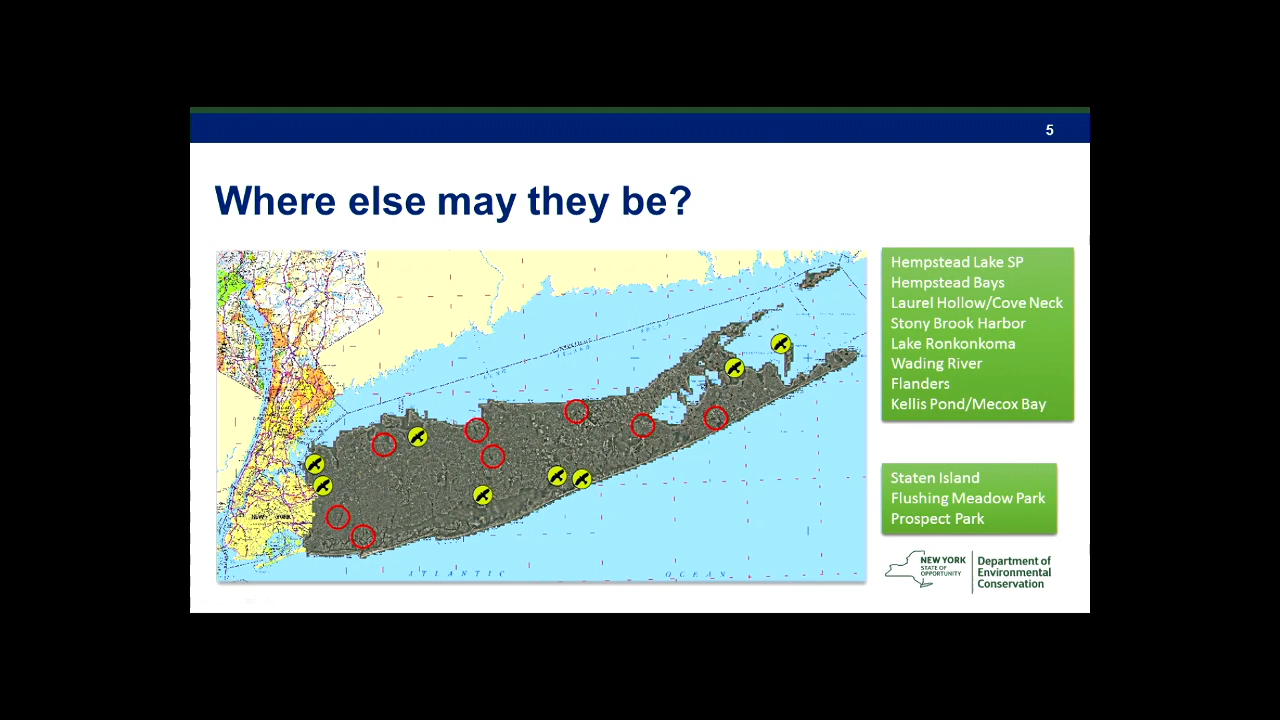 5
Where else may they be?
Hempstead Lake SP
Hempstead Bays
Laurel Hollow/Cove Neck
Stony Brook Harbor
Lake Ronkonkoma
Wading River
Flanders
Kellis Pond/Mecox Bay
Staten Island
Flushing Meadow Park
Prospect Park
ATLANTIC OCEAN
NEW YORK
STATE OF
OPPORTUNITY
Department of
Environmental
Conservation